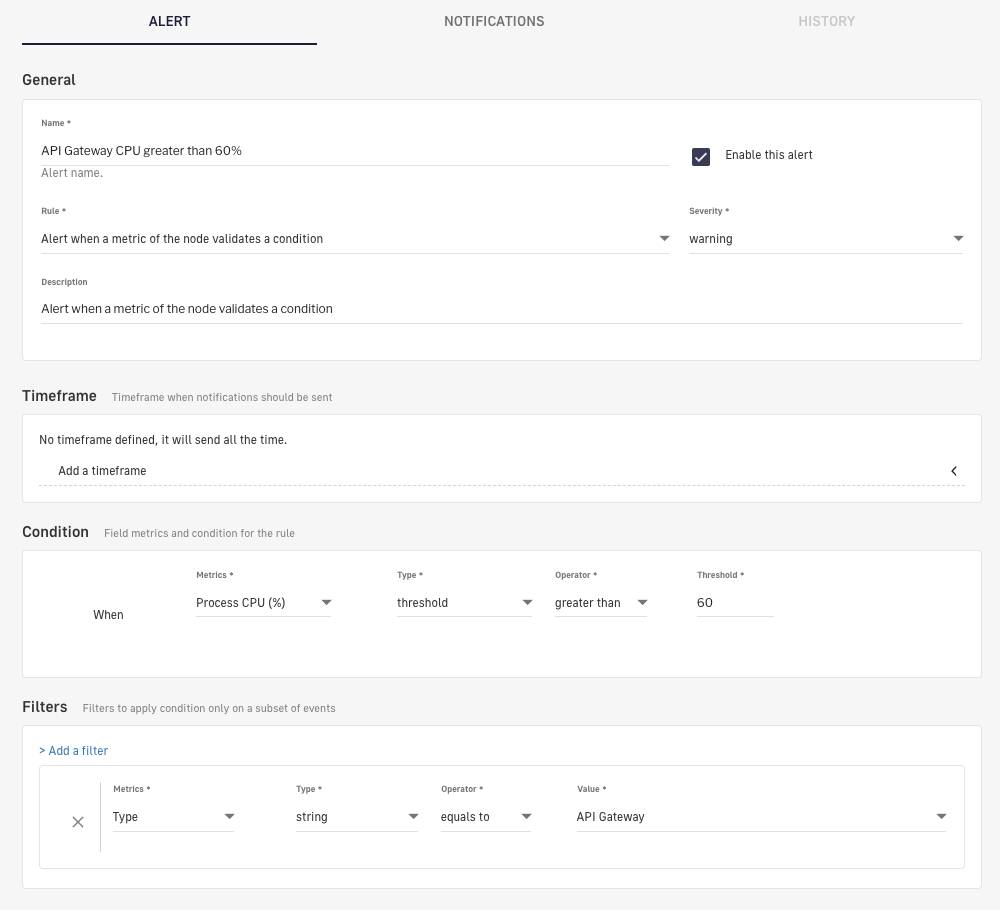 ALERT NOTIFICATIONS HISTORY
General
Name *
API Gateway CPU greater than 60%
Enable this alert
Alert name.
Rule * Severity *
Alert when a metric of the node validates a condition warning
Description
Alert when a metric of the node validates a condition
Timeframe Timeframe when notifications should be sent
No timeframe defined, it will send all the time.
Add a timeframe
Condition Field metrics and condition for the rule
Metrics * Type * Operator * Threshold *
When Process CPU (%) threshold greater than 60
Filters Filters to apply condition only on a subset of events
> Add a filter
Metrics * Type * Operator * Value *
Type string equals to API Gateway